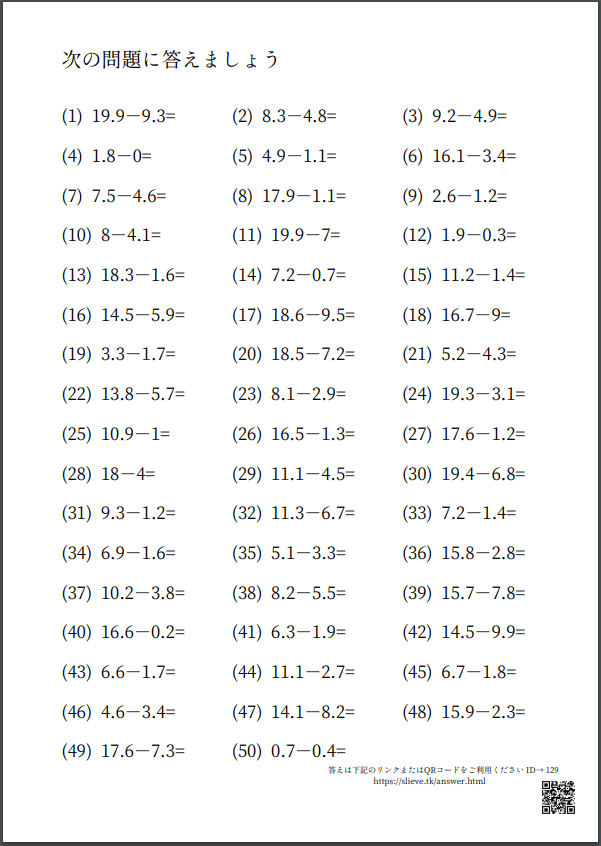 次の問題に答えましょう
(1) 19.9−9.3= (2) 8.3−4.8= (3) 9.2−4.9=
(4) 1.8−0= (5) 4.9−1.1= (6) 16.1−3.4=
(7) 7.5−4.6= (8) 17.9−1.1= (9) 2.6−1.2=
(10) 8−4.1= (11) 19.9−7= (12) 1.9−0.3=
(13) 18.3−1.6= (14) 7.2−0.7= (15) 11.2−1.4=
(16) 14.5−5.9= (17) 18.6−9.5= (18) 16.7−9=
(19) 3.3−1.7= (20) 18.5−7.2= (21) 5.2−4.3=
(22) 13.8−5.7= (23) 8.1−2.9= (24) 19.3−3.1=
(25) 10.9−1= (26) 16.5−1.3= (27) 17.6−1.2=
(28) 18−4= (29) 11.1−4.5= (30) 19.4−6.8=
(31) 9.3−1.2= (32) 11.3−6.7= (33) 7.2−1.4=
(34) 6.9−1.6= (35) 5.1−3.3= (36) 15.8−2.8=
(37) 10.2−3.8= (38) 8.2−5.5= (39) 15.7−7.8=
(40) 16.6−0.2= (41) 6.3−1.9= (42) 14.5−9.9=
(43) 6.6−1.7= (44) 11.1−2.7= (45) 6.7−1.8=
(46) 4.6−3.4= (47) 14.1−8.2= (48) 15.9−2.3=
(49) 17.6−7.3= (50) 0.7−0.4=
答えは下記のリンクまたはQRコードをご利用ください ID→129
https://slieve.tk/answer.html